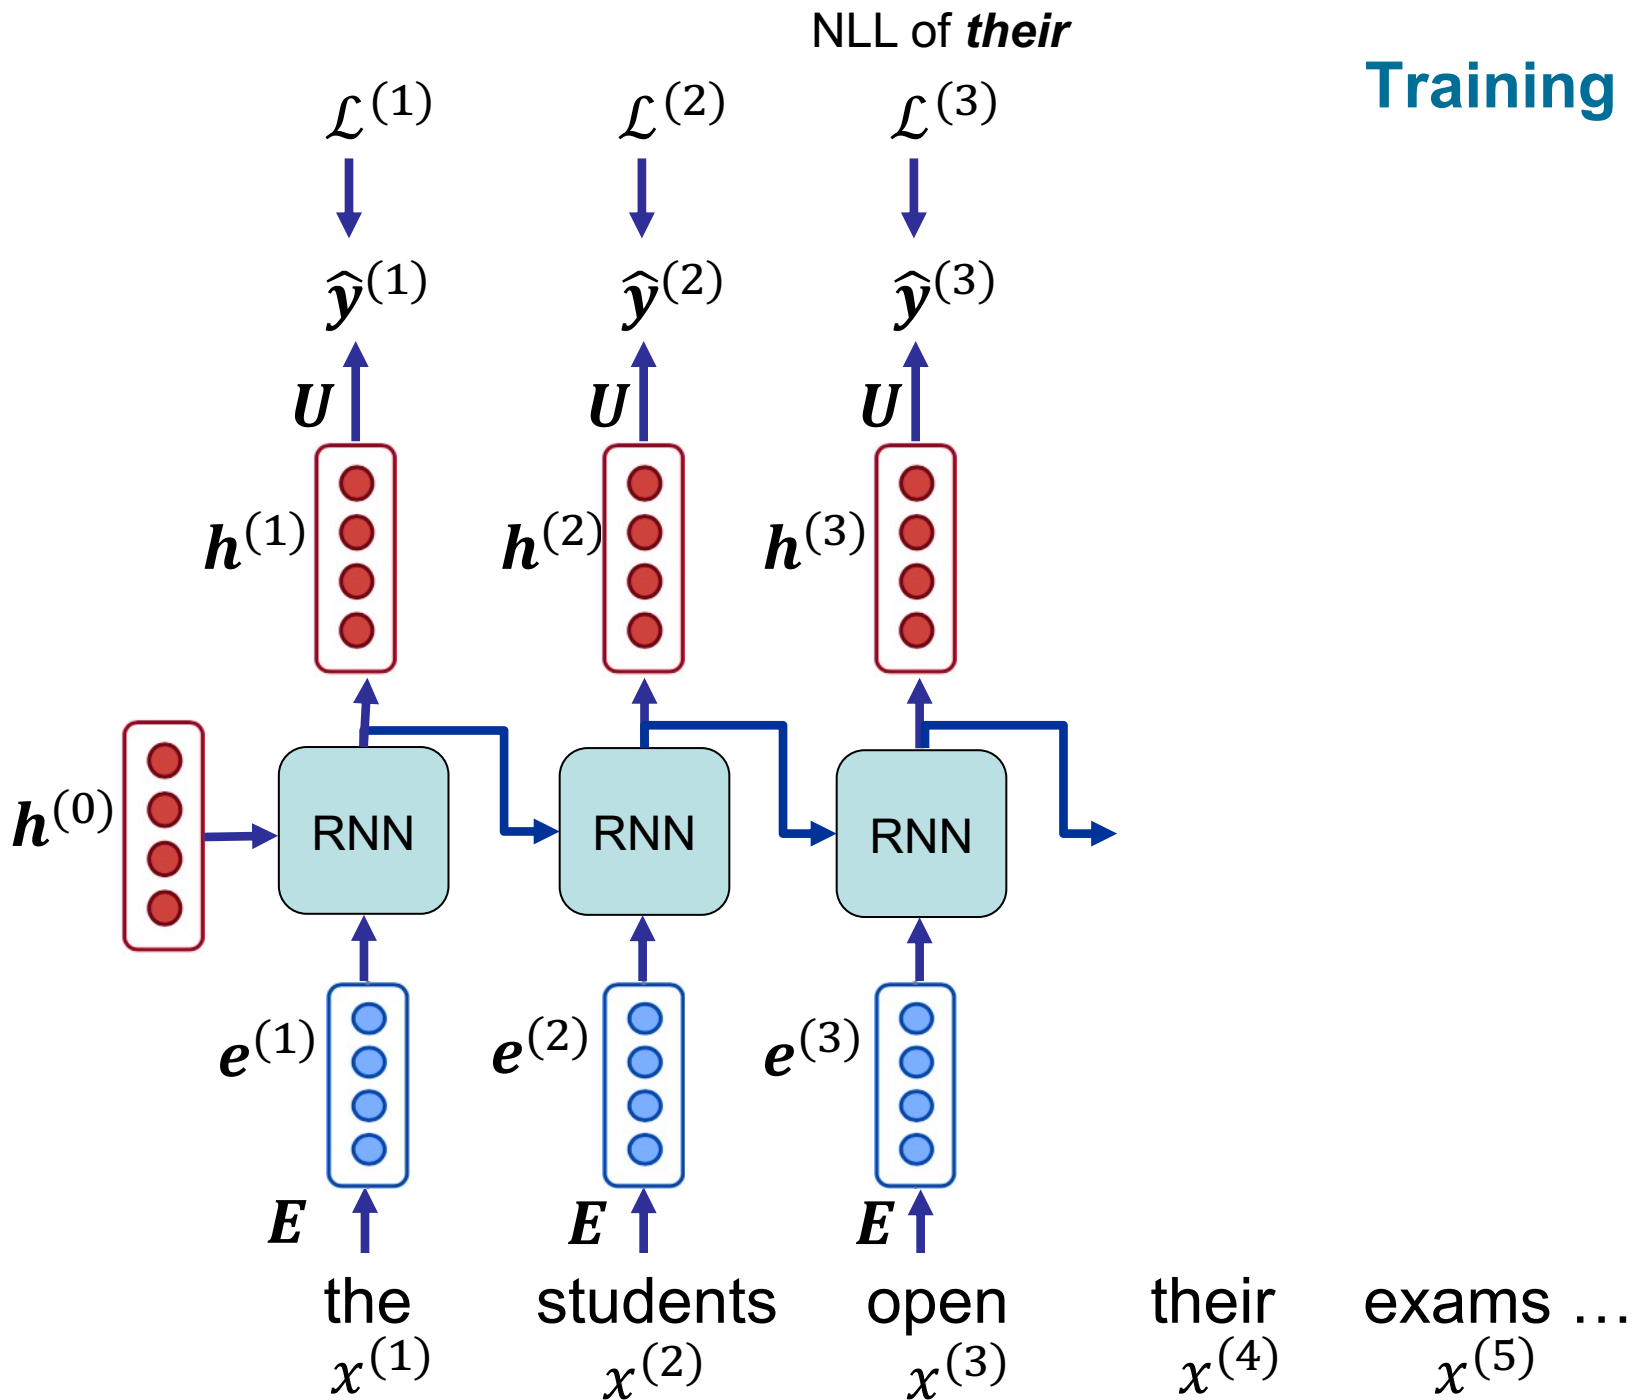 NLL of their
Training
ℒ⁽¹⁾ ℒ⁽²⁾ ℒ⁽³⁾
ŷ⁽¹⁾ ŷ⁽²⁾ ŷ⁽³⁾
U U U
h⁽¹⁾ h⁽²⁾ h⁽³⁾
h⁽⁰⁾ RNN RNN RNN
e⁽¹⁾ e⁽²⁾ e⁽³⁾
E E E
the students open their exams …
x⁽¹⁾ x⁽²⁾ x⁽³⁾ x⁽⁴⁾ x⁽⁵⁾